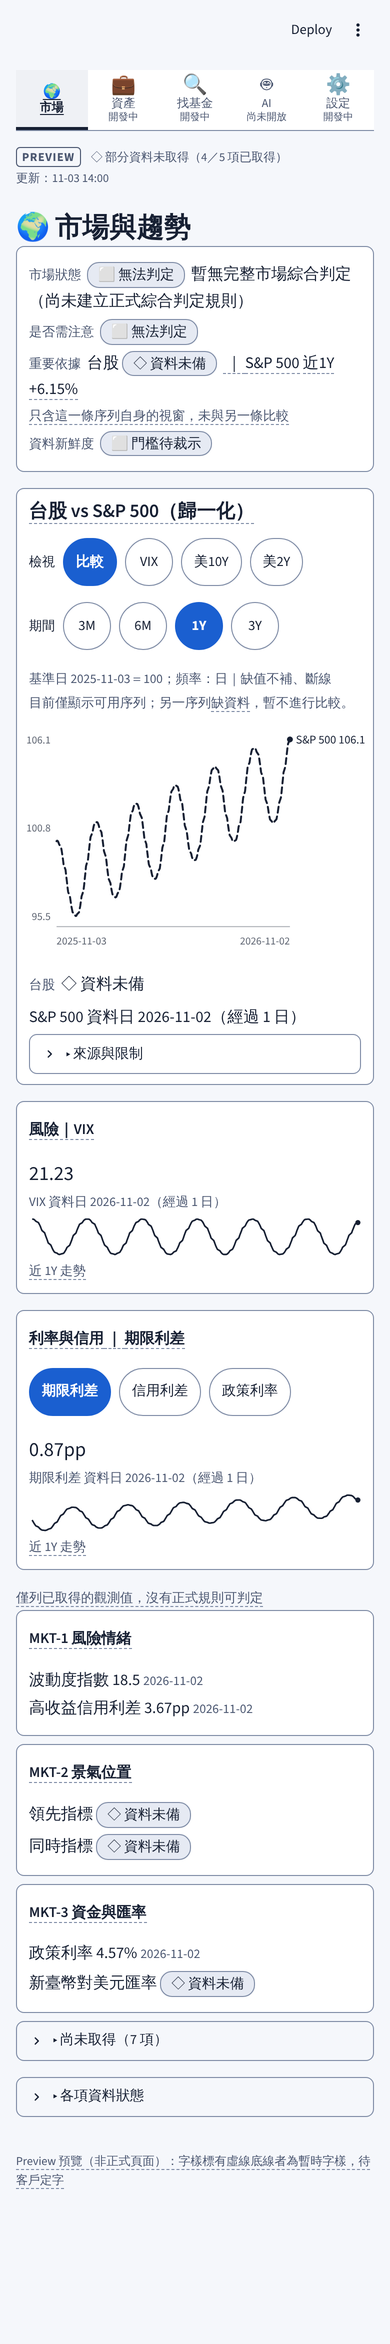 Deploy
市場
資產
開發中
找基金
開發中
AI
尚未開放
設定
開發中
PREVIEW ◇ 部分資料未取得（4／5 項已取得）
更新：11-03 14:00
市場與趨勢
市場狀態 無法判定 暫無完整市場綜合判定
（尚未建立正式綜合判定規則）
是否需注意 無法判定
重要依據 台股 ◇ 資料未備 ｜ S&P 500 近1Y
+6.15%
只含這一條序列自身的視窗，未與另一條比較
資料新鮮度 門檻待裁示
台股 vs S&P 500（歸一化）
檢視 比較 VIX 美10Y 美2Y
期間 3M 6M 1Y 3Y
基準日 2025-11-03＝100；頻率：日｜缺值不補、斷線
目前僅顯示可用序列；另一序列缺資料，暫不進行比較。
106.1
S&P 500 106.1
100.8
95.5
2025-11-03 2026-11-02
台股 ◇ 資料未備
S&P 500 資料日 2026-11-02（經過 1 日）
▸ 來源與限制
風險｜VIX
21.23
VIX 資料日 2026-11-02（經過 1 日）
近 1Y 走勢
利率與信用 ｜ 期限利差
期限利差 信用利差 政策利率
0.87pp
期限利差 資料日 2026-11-02（經過 1 日）
近 1Y 走勢
僅列已取得的觀測值，沒有正式規則可判定
MKT-1 風險情緒
波動度指數 18.5 2026-11-02
高收益信用利差 3.67pp 2026-11-02
MKT-2 景氣位置
領先指標 ◇ 資料未備
同時指標 ◇ 資料未備
MKT-3 資金與匯率
政策利率 4.57% 2026-11-02
新臺幣對美元匯率 ◇ 資料未備
▸ 尚未取得（7 項）
▸ 各項資料狀態
Preview 預覽（非正式頁面）：字樣標有虛線底線者為暫時字樣，待
客戶定字